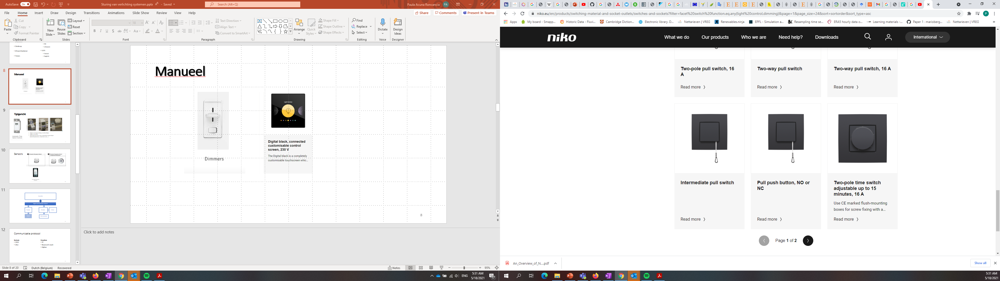 AutoSave On
Sturing van verlichting systemen.pptx - Saved
Search (Alt+Q)
Paula Acuna Roncancio PA
File Home Insert Draw Design Transitions Animations Slide Show Review View Help
Share Comments Present in Teams
Paste Cut Copy Format Painter
New Slide Reuse Slides Layout Reset Section
18
B I U S ab AV Aa A
Text Direction Align Text Convert to SmartArt
Arrange Quick Styles Shape Fill Shape Outline Shape Effects
Find Replace Select
Dictate Design Ideas
Clipboard Slides Font Paragraph Drawing Editing Voice Designer
8
Manueel
9
Tijdgericht
10
Sensors
11
12
Communicatie protocol
Manueel
Light kitchen
Dimmers
Digital black, connected
customisable control
screen, 230 V
The Digital black is a completely
customisable touchscreen whic...
8
Click to add notes
Slide 8 of 20 Dutch (Belgium) Recovered Notes 95%
ENG 5:31 AM
5/18/2021 17
niko.eu/en/products/switching-material-and-socket-outlets/switches-and-sockets?filter=facet%20switch%20function.eq.any(light%20control,dimming)&page=1&page_size=24&sort=sortorder&sort_type=asc
Apps My board - Smapp... Historic Data - Fluvi... Cambridge Diction... Electronic library. D... Nettarieven | VREG Renewables.ninja EPFL - Simulation a... Resampling time se... ERA5 hourly data o... Learning materials -... Paper 1 · marioberg... Nettarieven | VREG
niko
What we do Our products Who we are Need help? Downloads International
Two-pole pull switch, 16
A
Read more
Two-way pull switch
Read more
Two-way pull switch, 16 A
Read more
Intermediate pull switch
Read more
Pull push button, NO or
NC
Read more
Two-pole time switch
adjustable up to 15
minutes, 16 A
Use CE marked flush-mounting
boxes for screw fixing with a...
Read more
Page 1 of 2
An_Overview_of_N....pdf
Show all
5:31 AM
5/18/2021